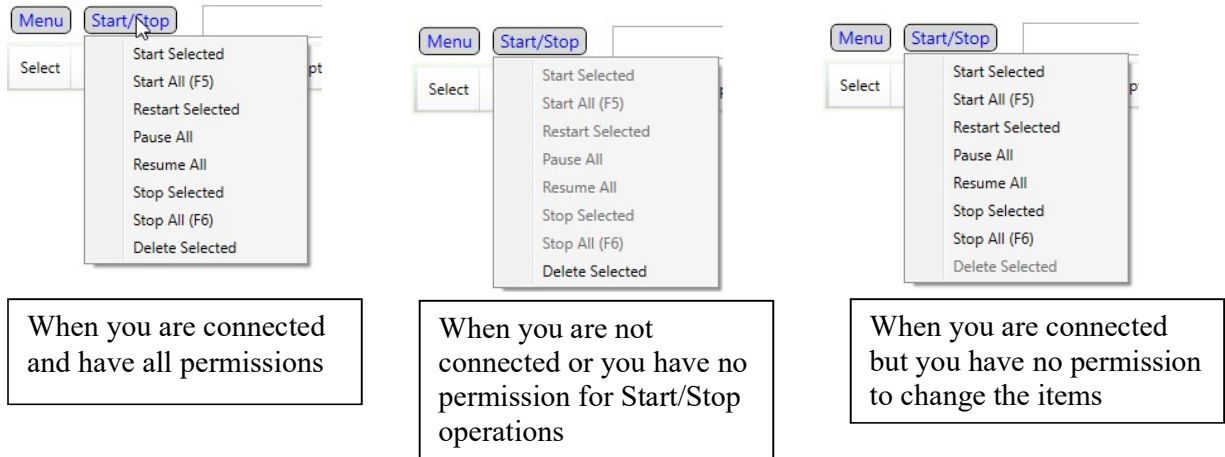 Menu Start/Stop
Select
Start Selected
Start All (F5)
Restart Selected
Pause All
Resume All
Stop Selected
Stop All (F6)
Delete Selected
When you are connected
and have all permissions
Menu Start/Stop
Select
Start Selected
Start All (F5)
Restart Selected
Pause All
Resume All
Stop Selected
Stop All (F6)
Delete Selected
When you are not
connected or you have no
permission for Start/Stop
operations
Menu Start/Stop
Select
Start Selected
Start All (F5)
Restart Selected
Pause All
Resume All
Stop Selected
Stop All (F6)
Delete Selected
When you are connected
but you have no permission
to change the items